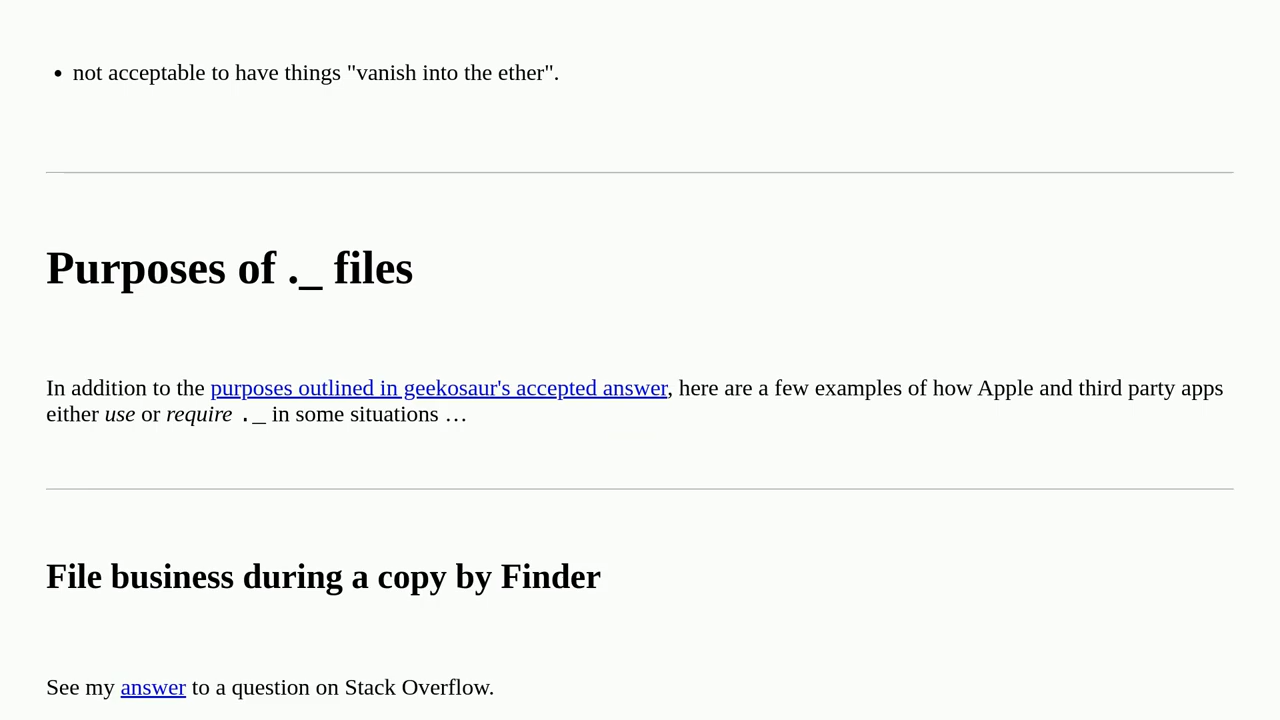 • not acceptable to have things "vanish into the ether".
Purposes of ._ files
In addition to the purposes outlined in geekosaur's accepted answer, here are a few examples of how Apple and third party apps
either use or require ._ in some situations …
File business during a copy by Finder
See my answer to a question on Stack Overflow.